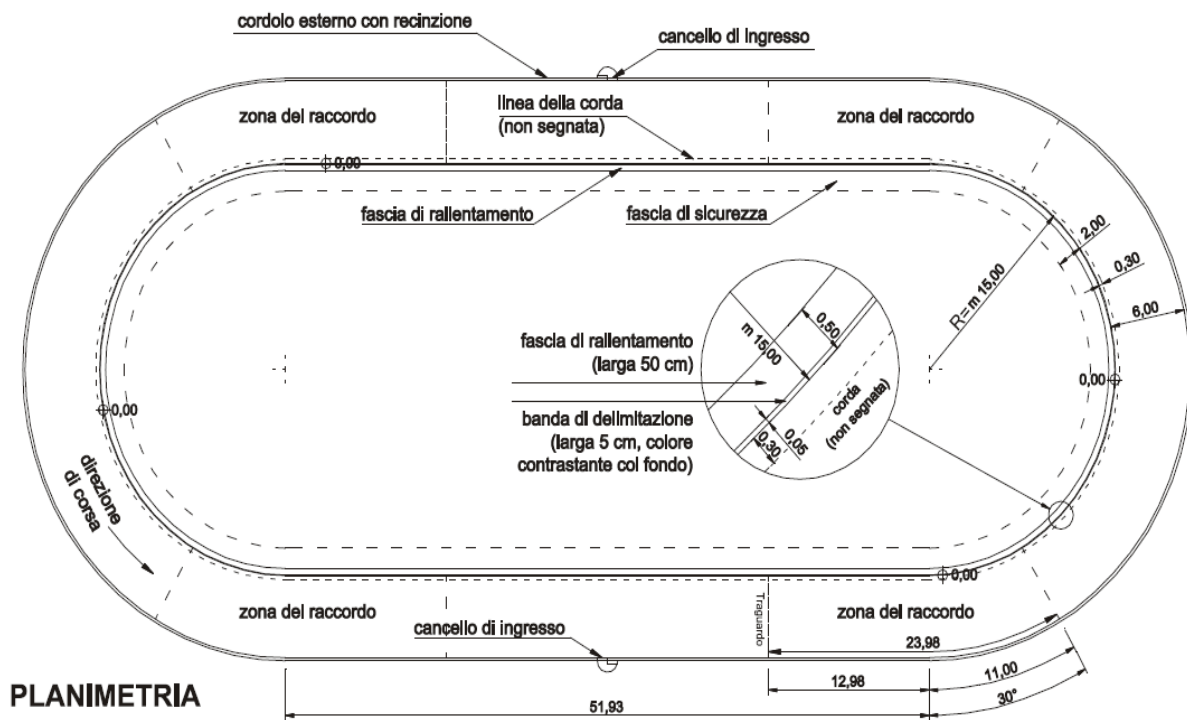 cordolo esterno con recinzione
cancello di ingresso
zona del raccordo
linea della corda
(non segnata)
zona del raccordo
0,00
fascia di rallentamento
fascia di sicurezza
2,00
0,30
R= m 15,00
6,00
0,50
m 15,00
fascia di rallentamento
(larga 50 cm)
0,00
corda
(non segnata)
0,00
banda di delimitazione
(larga 5 cm, colore
contrastante col fondo)
0,05
0,30
direzione
di corsa
0,00
zona del raccordo
Traguardo
zona del raccordo
cancello di ingresso
23,98
11,00
12,98
30°
PLANIMETRIA
51,93